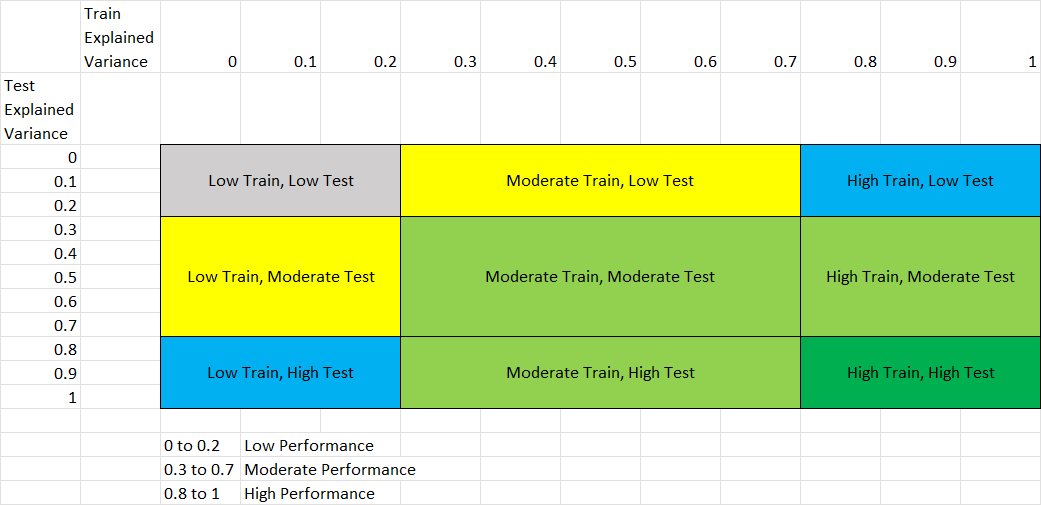 Train
Explained
Variance 0 0.1 0.2 0.3 0.4 0.5 0.6 0.7 0.8 0.9 1
Test
Explained
Variance
0
0.1 Low Train, Low Test Moderate Train, Low Test High Train, Low Test
0.2
0.3
0.4
0.5 Low Train, Moderate Test Moderate Train, Moderate Test High Train, Moderate Test
0.6
0.7
0.8
0.9 Low Train, High Test Moderate Train, High Test High Train, High Test
1
0 to 0.2 Low Performance
0.3 to 0.7 Moderate Performance
0.8 to 1 High Performance